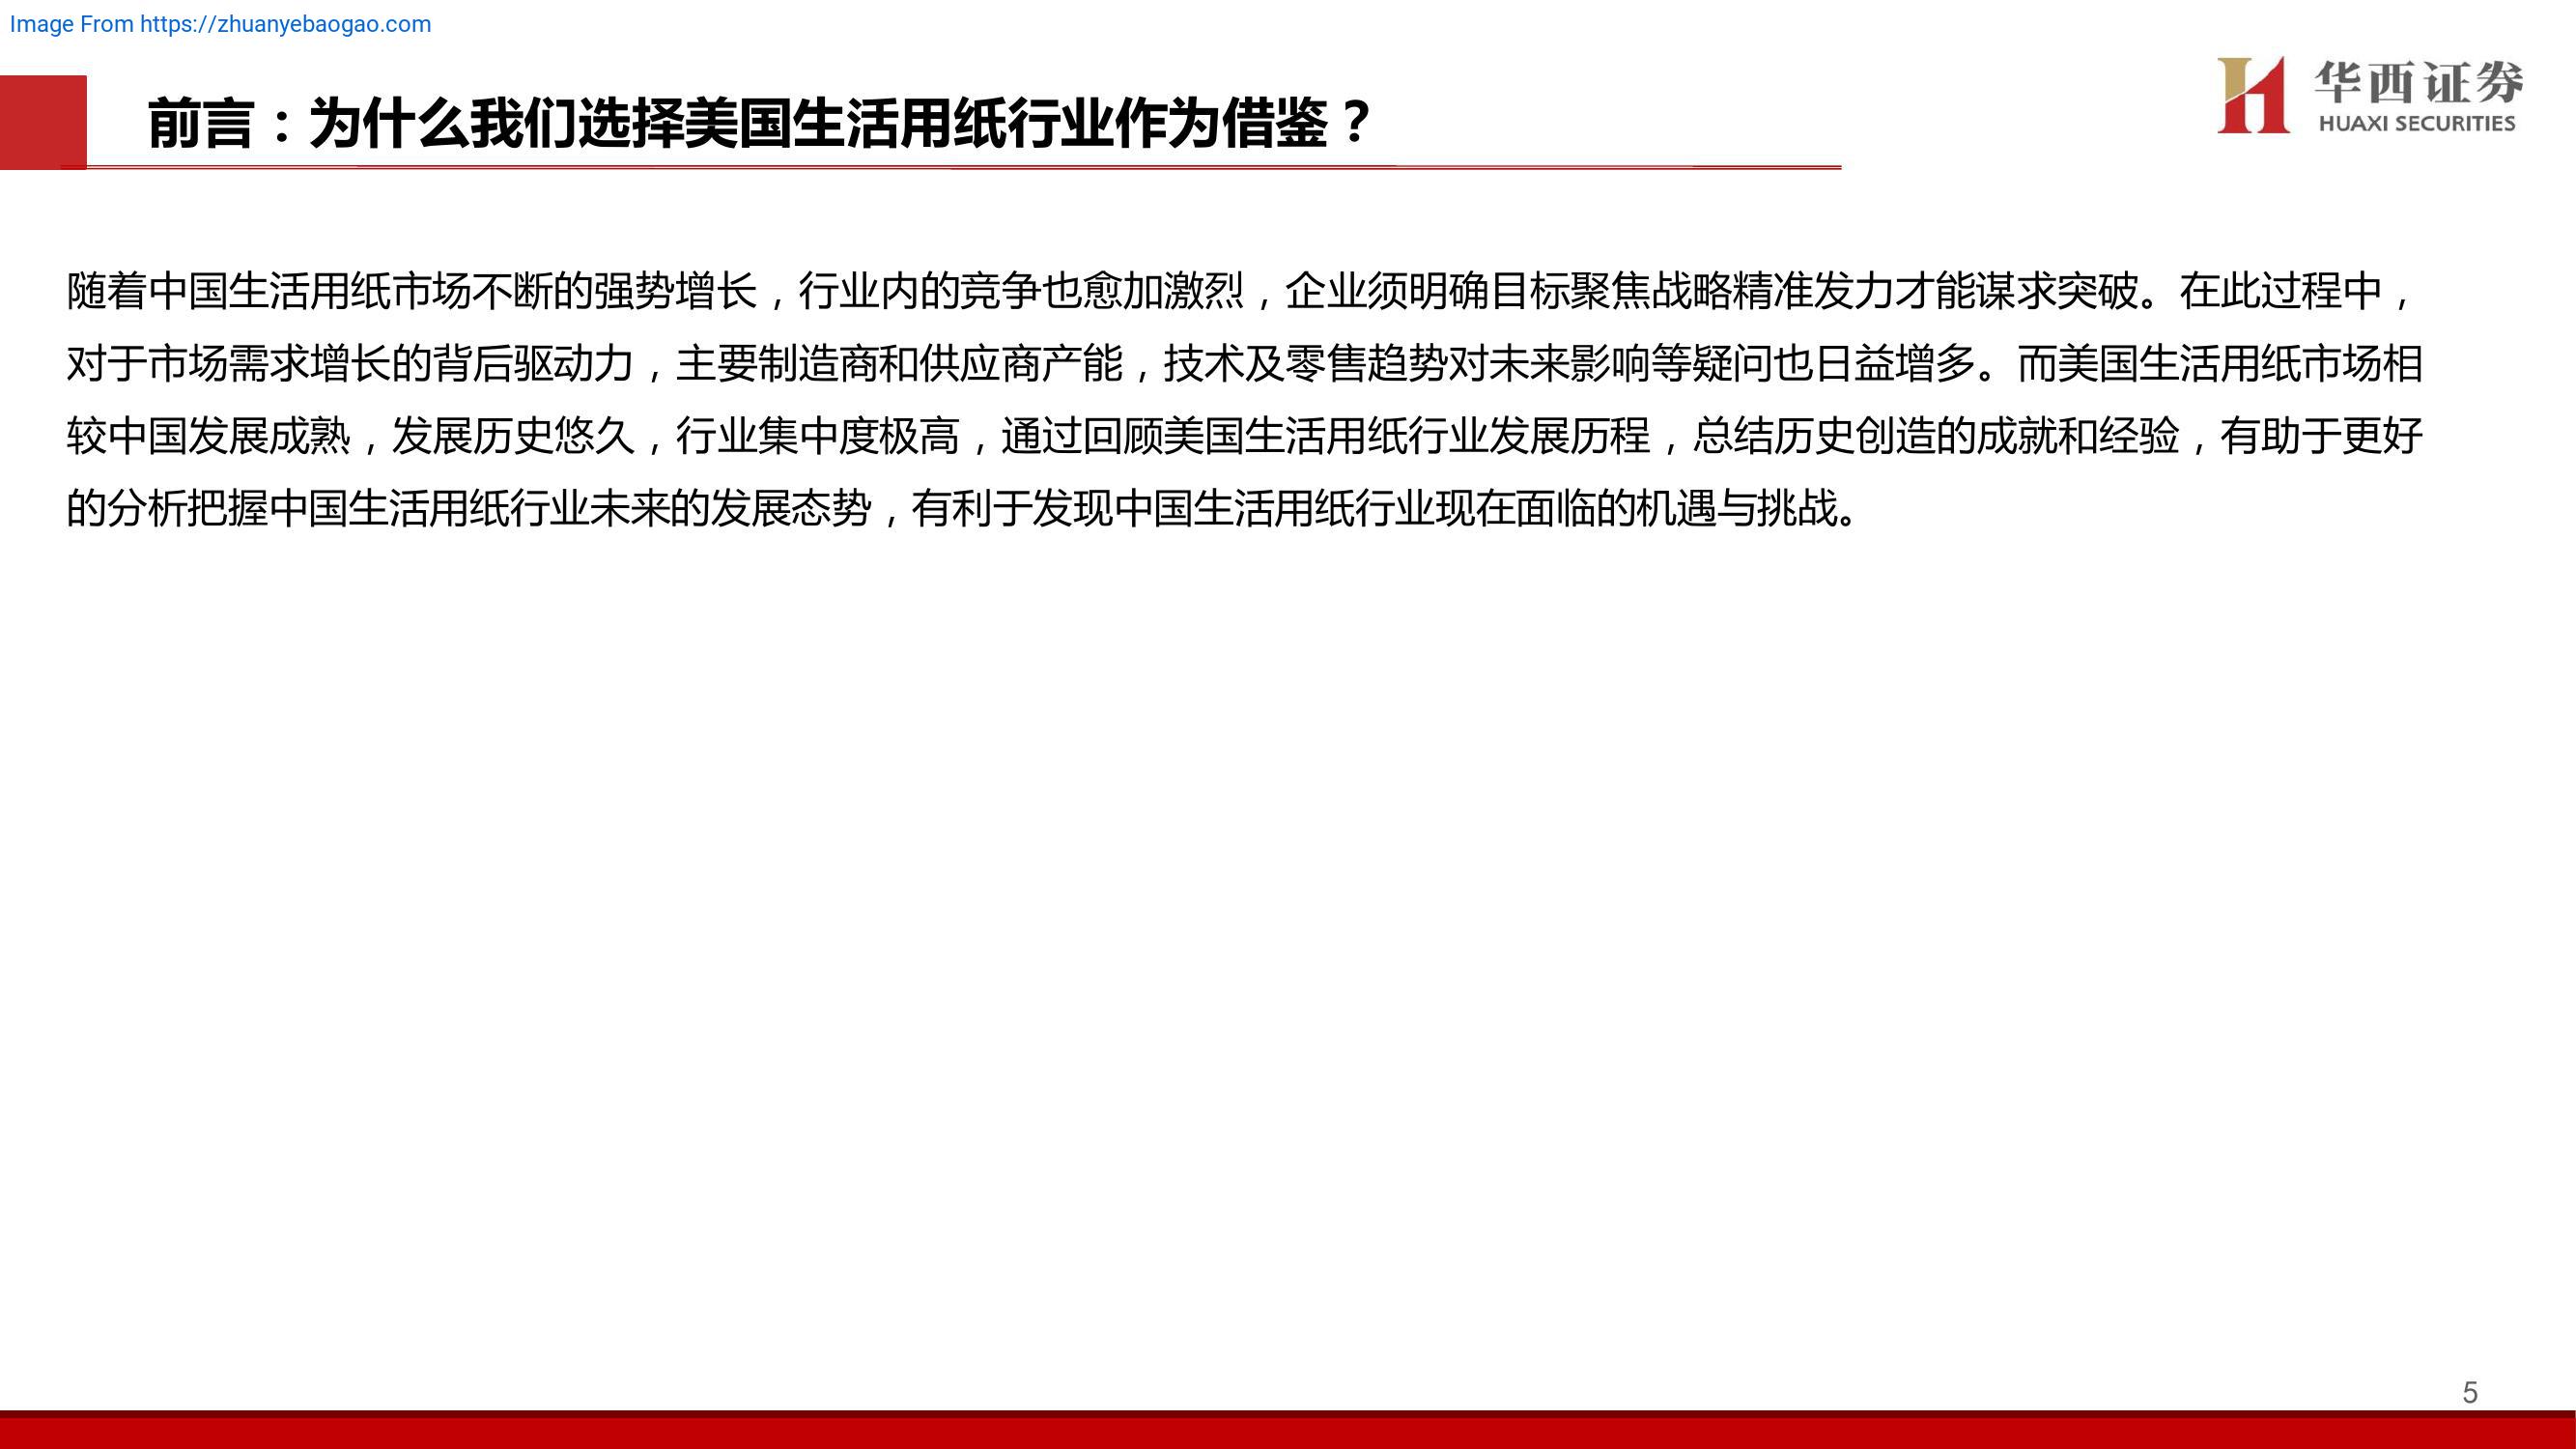 Image From https://zhuanyebaogao.com
前言：为什么我们选择美国生活用纸行业作为借鉴？
华西证券
HUAXI SECURITIES
随着中国生活用纸市场不断的强势增长，行业内的竞争也愈加激烈，企业须明确目标聚焦战略精准发力才能谋求突破。在此过程中，
对于市场需求增长的背后驱动力，主要制造商和供应商产能，技术及零售趋势对未来影响等疑问也日益增多。而美国生活用纸市场相
较中国发展成熟，发展历史悠久，行业集中度极高，通过回顾美国生活用纸行业发展历程，总结历史创造的成就和经验，有助于更好
的分析把握中国生活用纸行业未来的发展态势，有利于发现中国生活用纸行业现在面临的机遇与挑战。
5